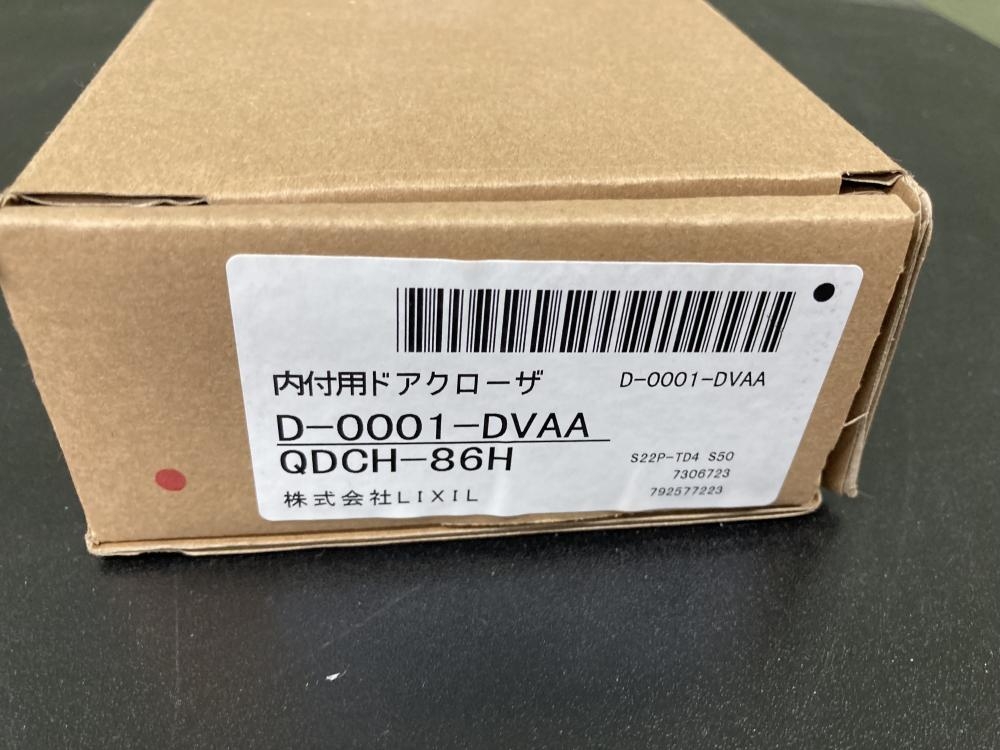 内付用ドアクローザ D-0001-DVAA
D-0001-DVAA
QDCH-86H
S22P-TD4 S50
7306723
株式会社LIXIL
792577223